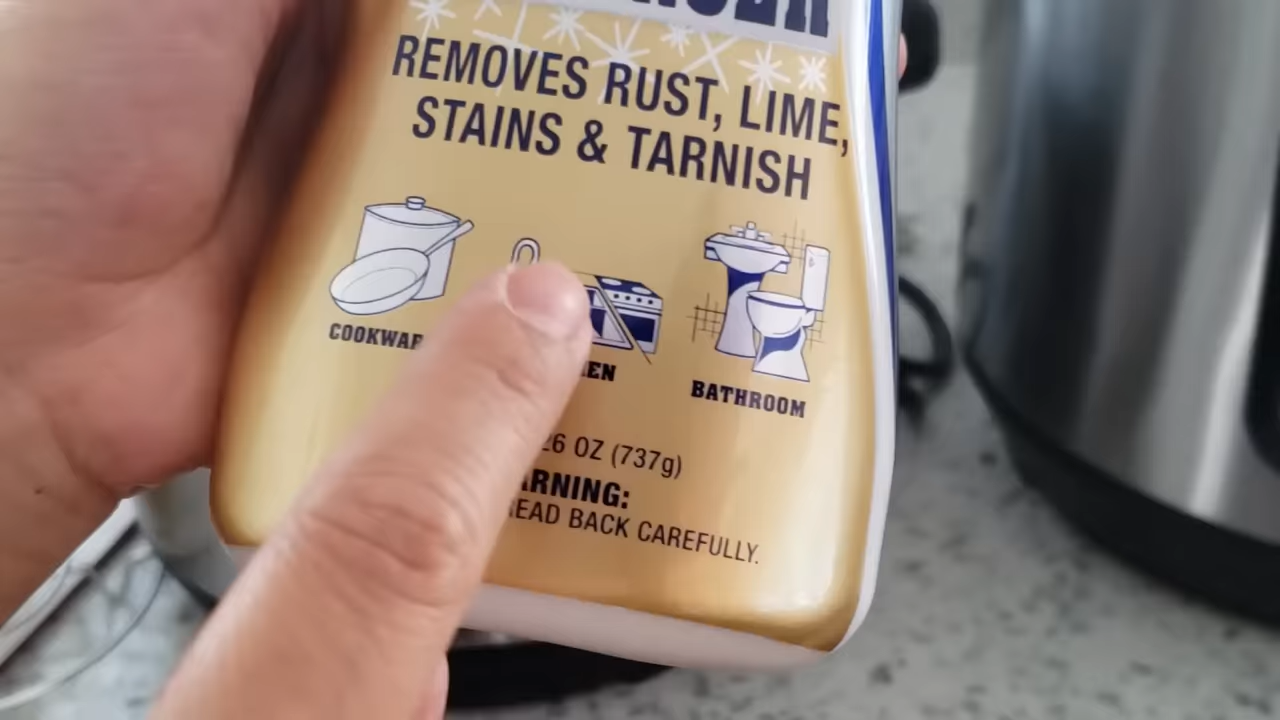 REMOVES RUST, LIME,
STAINS & TARNISH
BATHROOM
26 OZ (737g)
READ BACK CAREFULLY.